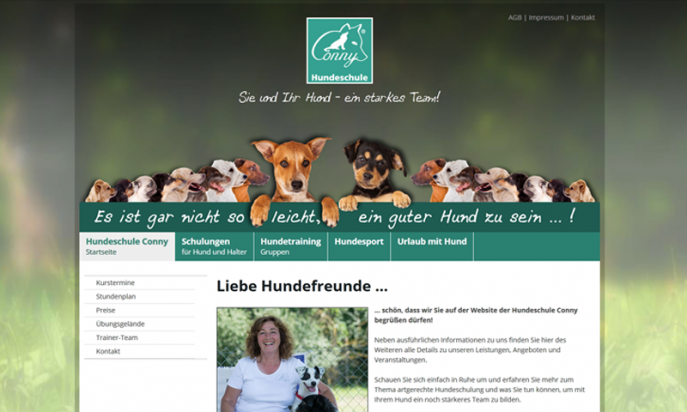 AGB | Impressum | Kontakt
Conny®
Hundeschule
Sie und Ihr Hund - ein starkes Team!
Es ist gar nicht so leicht, ein guter Hund zu sein ... !
Hundeschule Conny
Startseite
Schulungen
für Hund und Halter
Hundetraining
Gruppen
Hundesport
Urlaub mit Hund
Kurstermine
Stundenplan
Preise
Übungsgelände
Trainer-Team
Kontakt
Liebe Hundefreunde ...
... schön, dass wir Sie auf der Website der Hundeschule Conny
begrüßen dürfen!
Neben ausführlichen Informationen zu uns finden Sie hier des
Weiteren alle Details zu unseren Leistungen, Angeboten und
Veranstaltungen.
Schauen Sie sich einfach in Ruhe um und erfahren Sie mehr zum
Thema artgerechte Hundeschulung und was Sie tun können, um mit
Ihrem Hund ein noch stärkeres Team zu bilden.